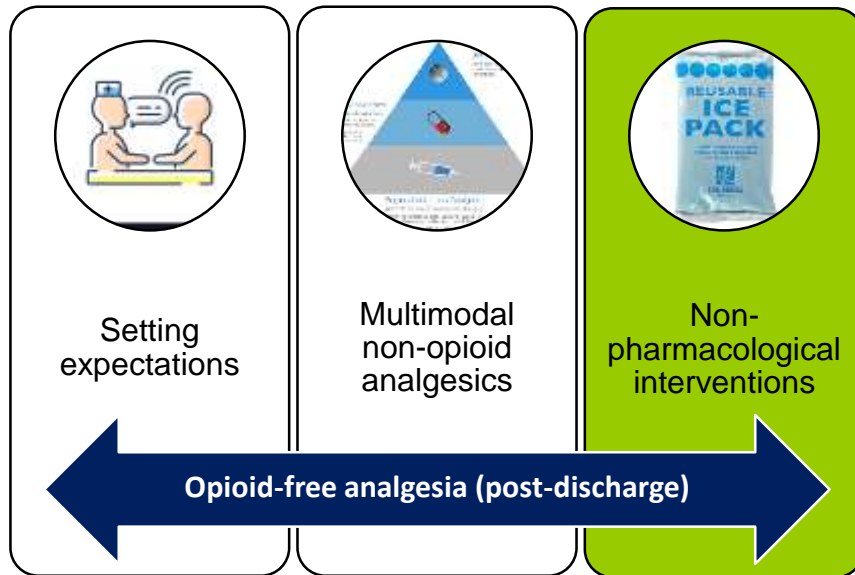 REUSABLE
ICE
PACK
Setting
expectations
Multimodal
non-opioid
analgesics
Non-
pharmacological
interventions
Opioid-free analgesia (post-discharge)